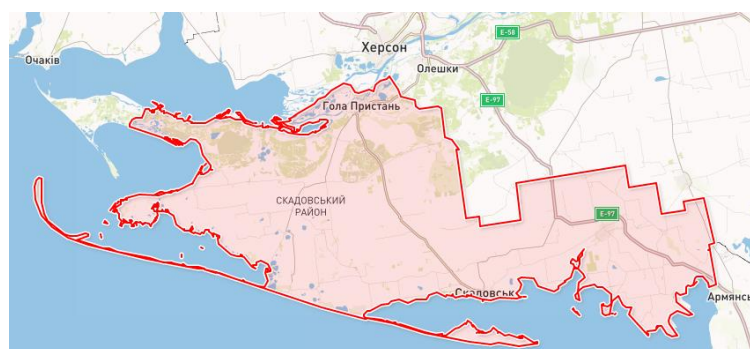 Херсон
E-58
Очаків
Олешки
Гола Пристань
E-97
СКАДОВСЬКИЙ
РАЙОН
E-97
Скадовськ
Армянськ